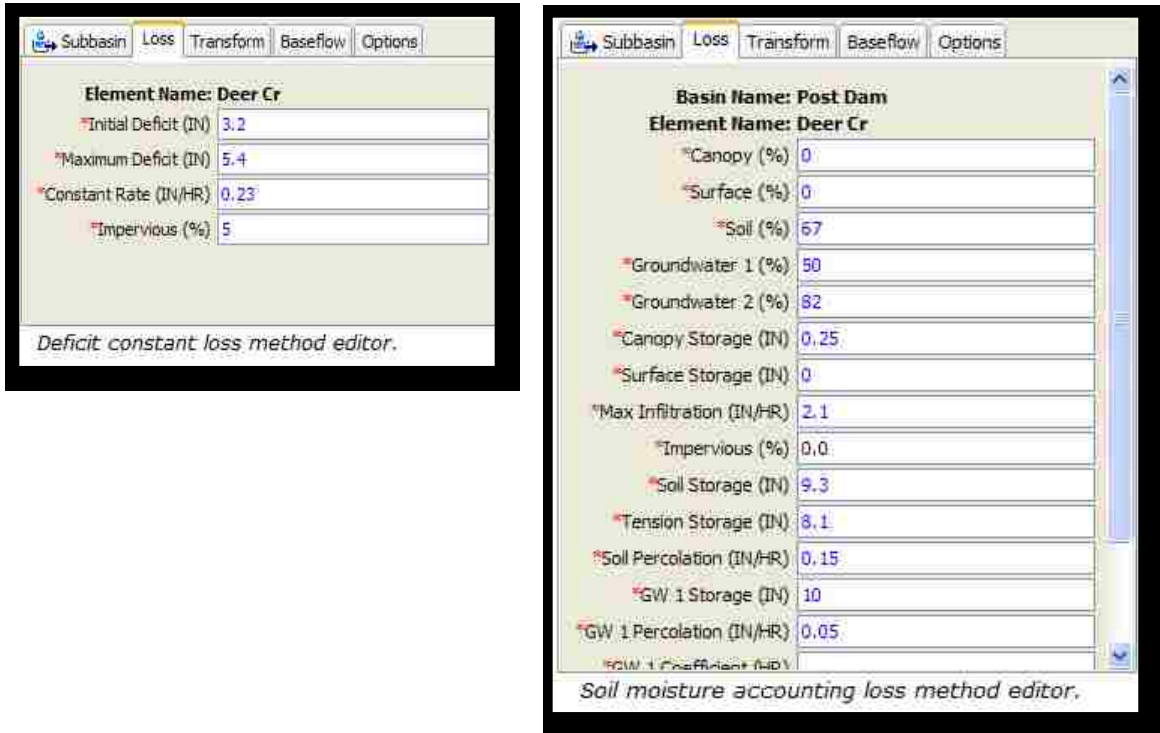 Subbasin Loss Transform Baseflow Options
Element Name: Deer Cr
*Initial Deficit (IN) 3.2
*Maximum Deficit (IN) 5.4
*Constant Rate (IN/HR) 0.23
*Impervious (%) 5
Deficit constant loss method editor.
Subbasin Loss Transform Baseflow Options
Basin Name: Post Dam
Element Name: Deer Cr
*Canopy (%) 0
*Surface (%) 0
*Soil (%) 67
*Groundwater 1 (%) 50
*Groundwater 2 (%) 82
*Canopy Storage (IN) 0.25
*Surface Storage (IN) 0
*Max Infiltration (IN/HR) 2.1
*Impervious (%) 0.0
*Soil Storage (IN) 9.3
*Tension Storage (IN) 8.1
*Soil Percolation (IN/HR) 0.15
*GW 1 Storage (IN) 10
*GW 1 Percolation (IN/HR) 0.05
*GW 1 Coefficient (HR)
Soil moisture accounting loss method editor.